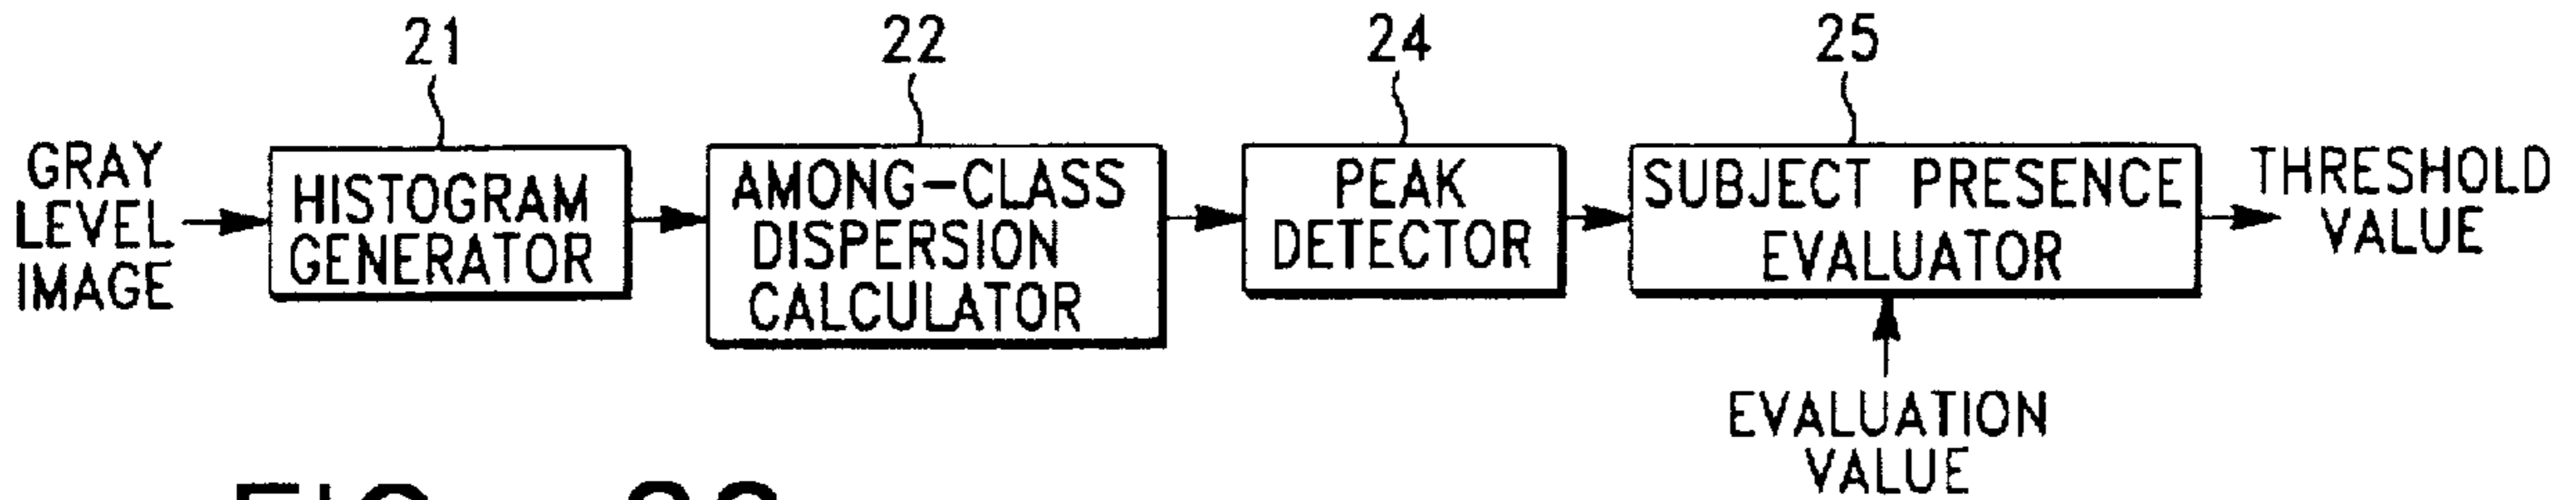 21
22
24
25
GRAY
LEVEL
IMAGE
HISTOGRAM
GENERATOR
AMONG-CLASS
DISPERSION
CALCULATOR
PEAK
DETECTOR
SUBJECT PRESENCE
EVALUATOR
THRESHOLD
VALUE
EVALUATION
VALUE